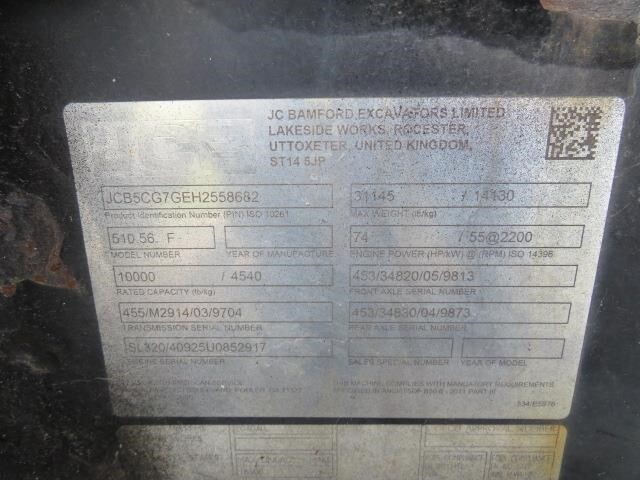 JC BAMFORD EXCAVATORS LIMITED
LAKESIDE WORKS, ROCESTER,
UTTOXETER, UNITED KINGDOM,
ST14 5JP
JCB5CG7GEH2558682
Product Identification Number (PIN) ISO 10261
31145 / 14130
MAX WEIGHT (lb/kg)
510.56. F
MODEL NUMBER
YEAR OF MANUFACTURE
74 / 55@2200
ENGINE POWER (HP/kW) @ (RPM) ISO 14396
10000 / 4540
RATED CAPACITY (lb/kg)
453/34820/05/9813
FRONT AXLE SERIAL NUMBER
455/M2914/03/9704
TRANSMISSION SERIAL NUMBER
453/34830/04/9873
REAR AXLE SERIAL NUMBER
SL320/40925U0852917
ENGINE SERIAL NUMBER
SALES SPECIAL NUMBER
YEAR OF MODEL
THIS MACHINE COMPLIES WITH MANDATORY REQUIREMENTS
334/E5876